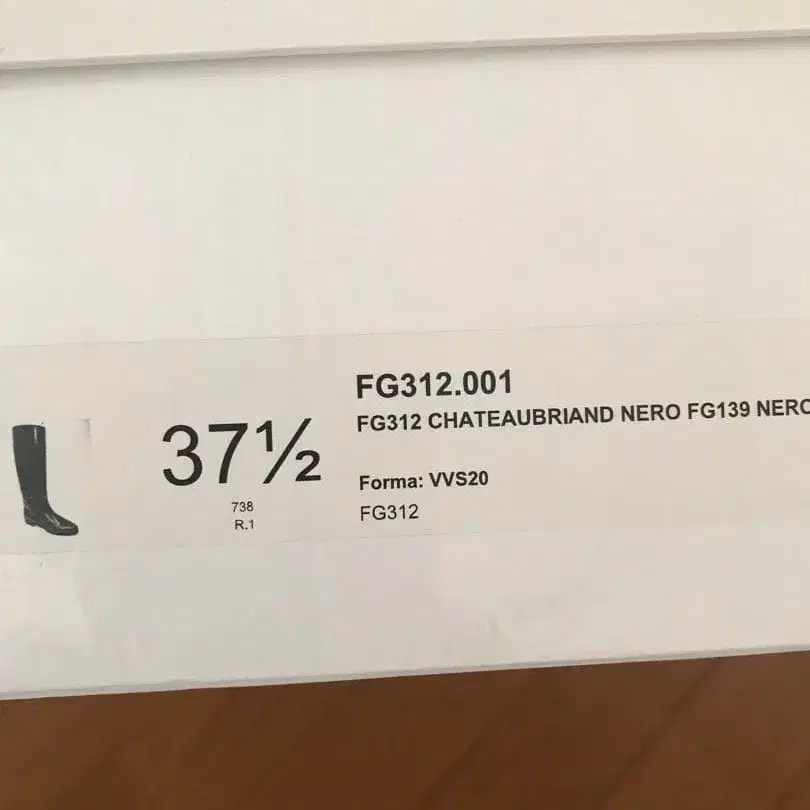 37½
738
R.1
FG312.001
FG312 CHATEAUBRIAND NERO FG139 NERO
Forma: VVS20
FG312